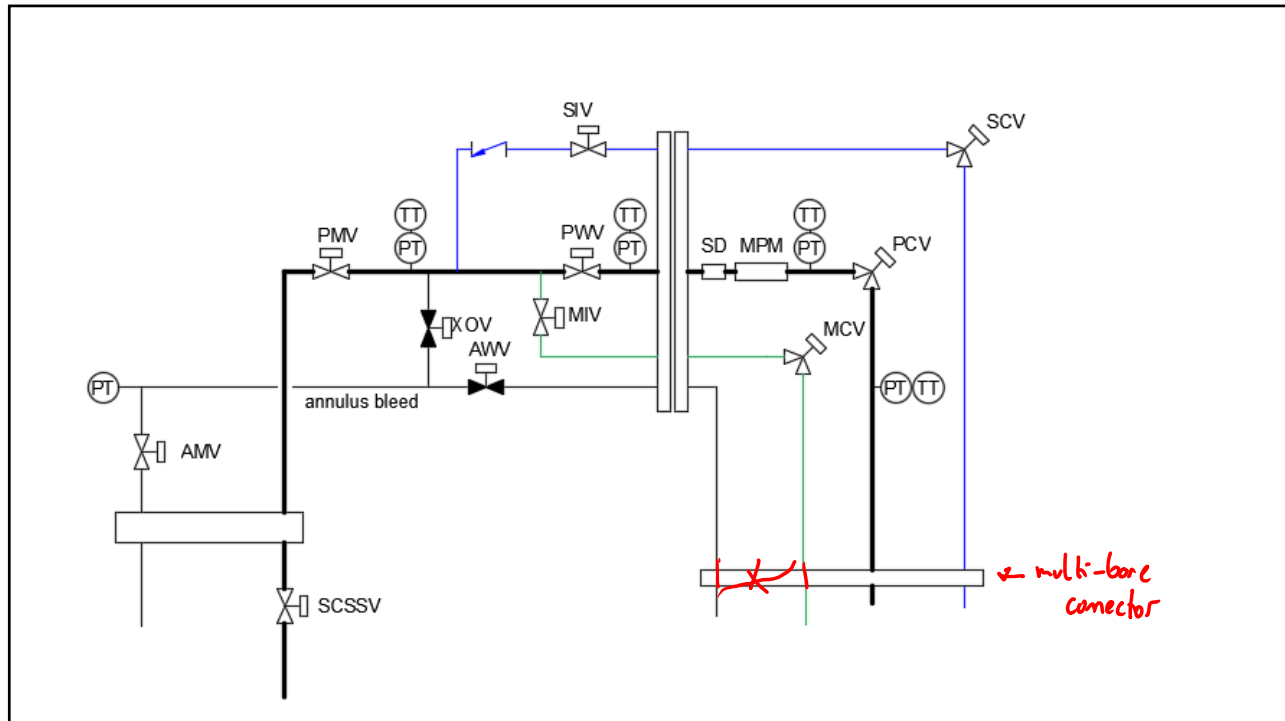 SIV
SCV
TT
TT
TT
PMV
PT
PWV
PT
SD
MPM
PT
PCV
XOV
MIV
MCV
AWV
PT
annulus bleed
PT
TT
AMV
multi-bore
connector
SCSSV